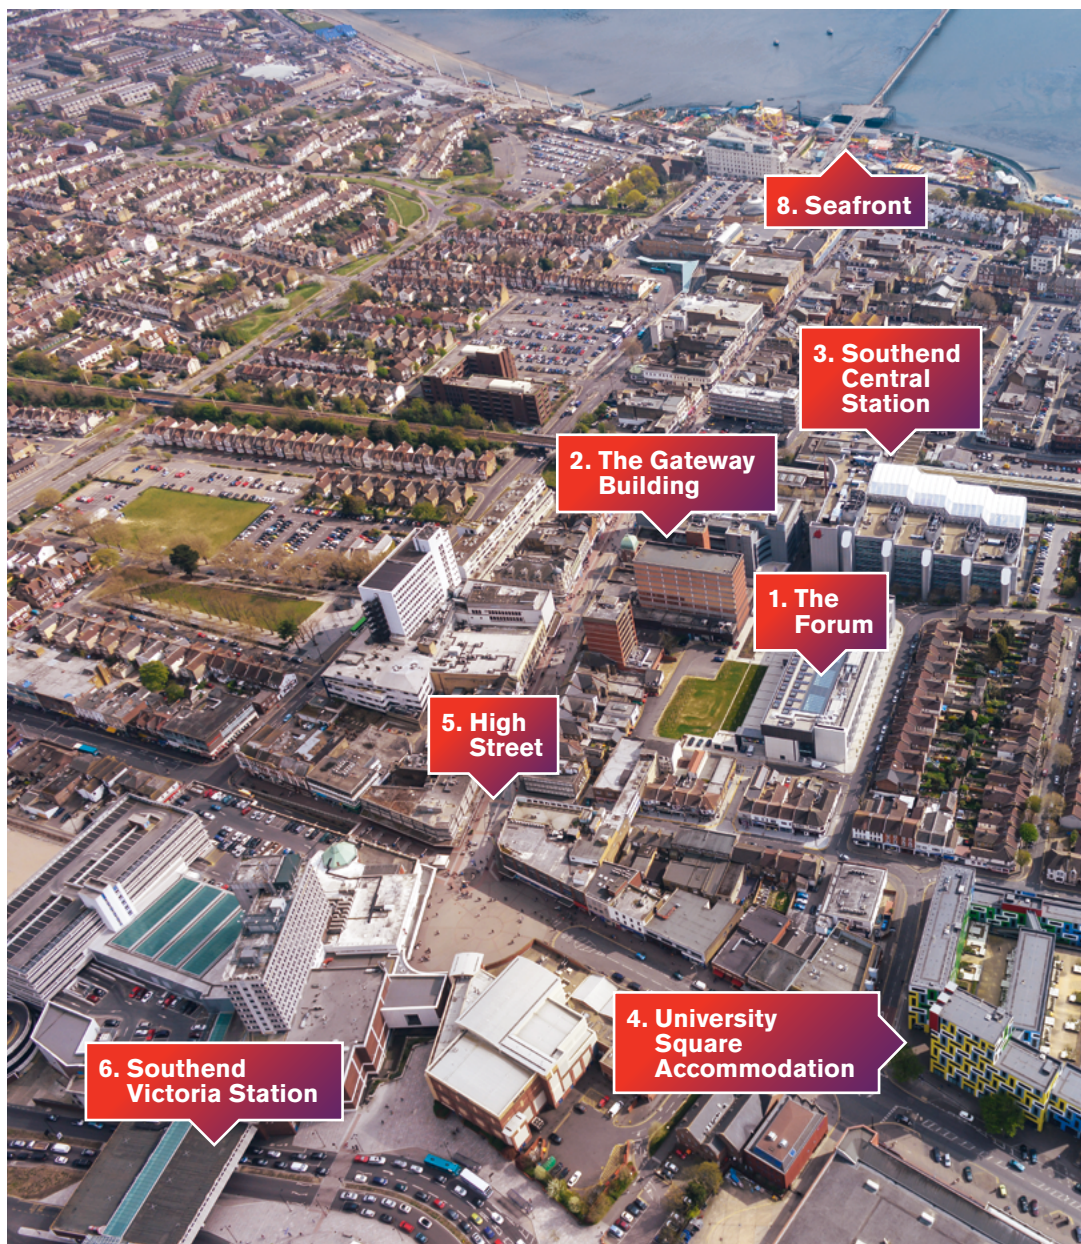 8. Seafront
3. Southend
Central
Station
2. The Gateway
Building
1. The
Forum
5. High
Street
4. University
Square
Accommodation
6. Southend
Victoria Station